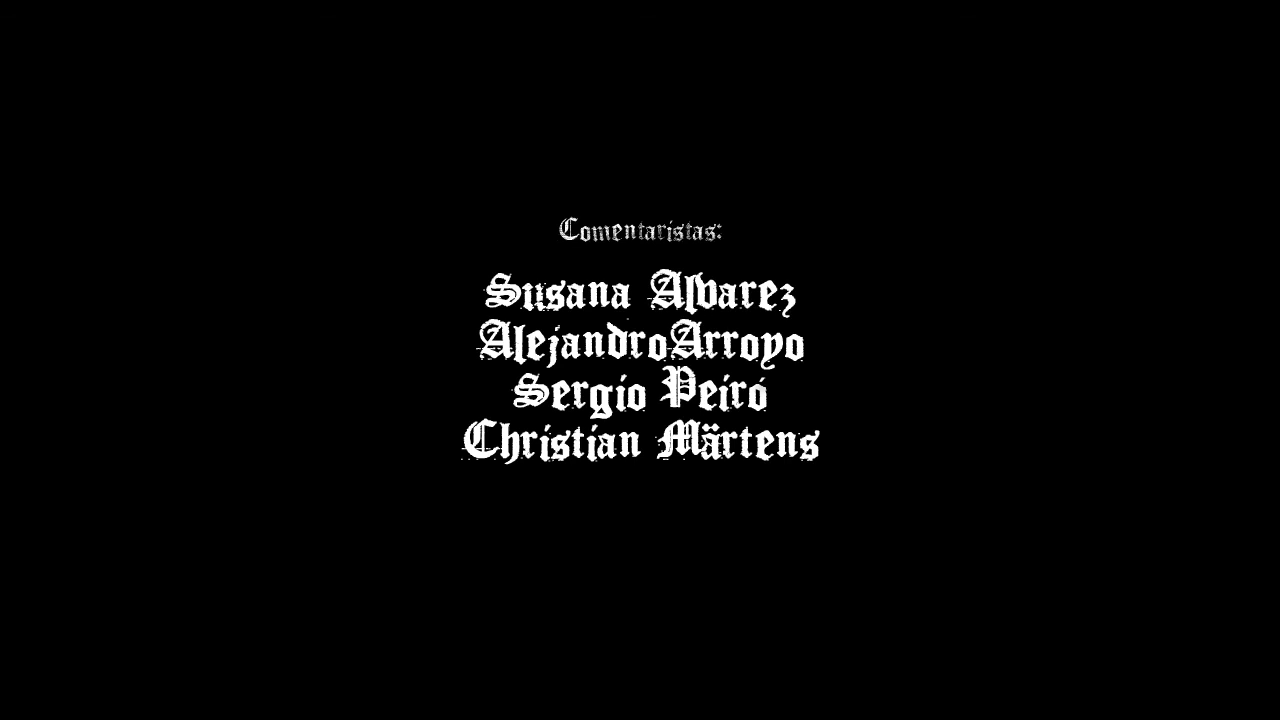 Comentaristas:
Susana Alvarez
AlejandroArroyo
Sergio Peiró
Christian Märtens